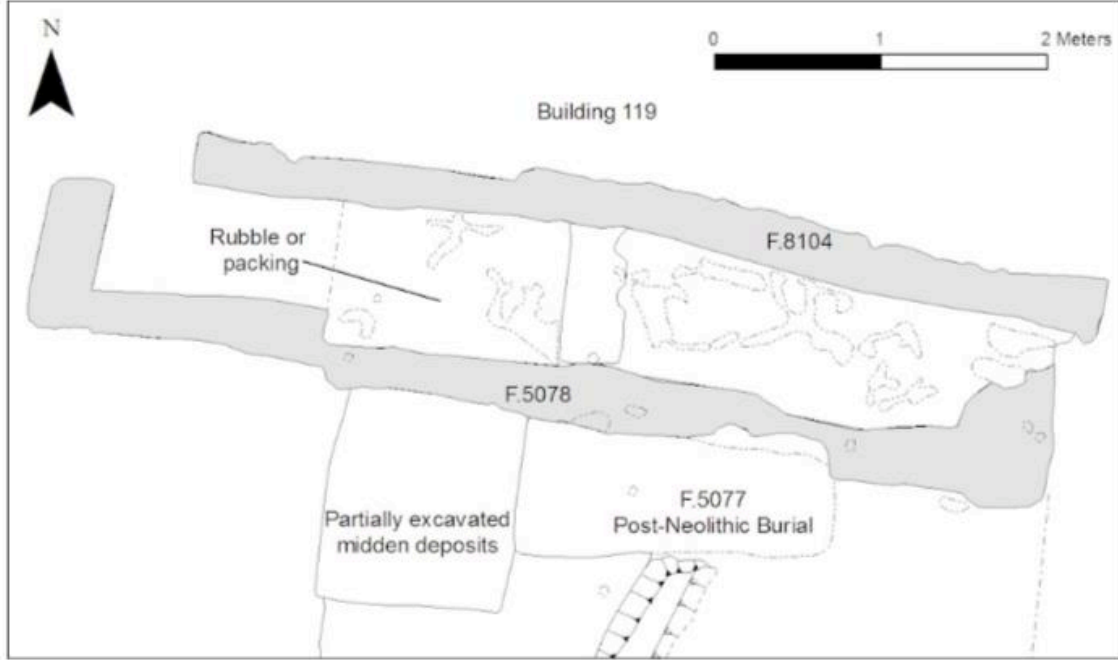 N
0 1 2 Meters
Building 119
F.8104
Rubble or
packing
F.5078
F.5077
Post-Neolithic Burial
Partially excavated
midden deposits